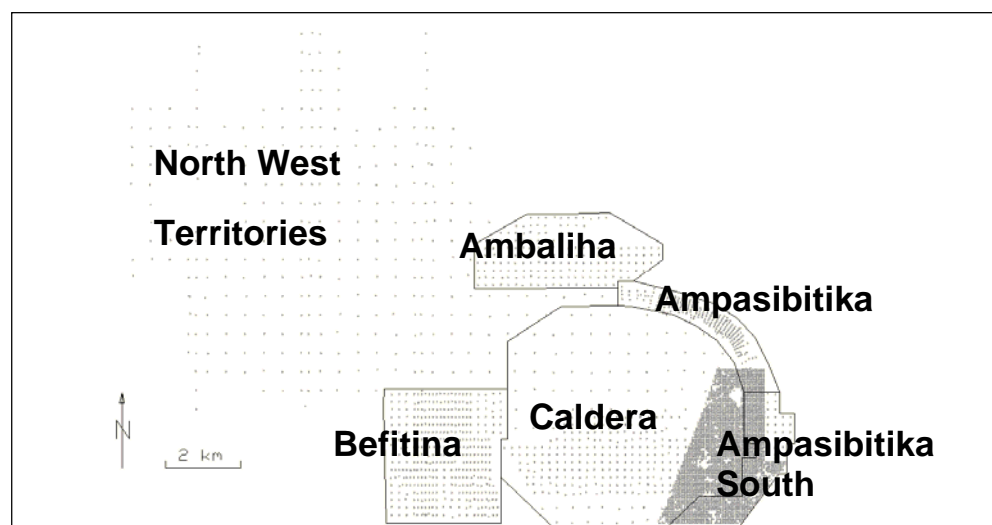 North West
Territories
Ambaliha
Ampasibitika
Caldera
Befitina
Ampasibitika
South
N
2 km